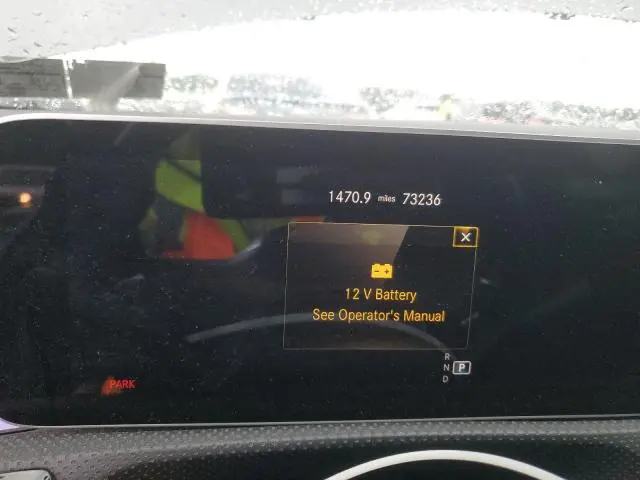 1470.9 miles 73236
12 V Battery
See Operator's Manual
R
N P
D
PARK